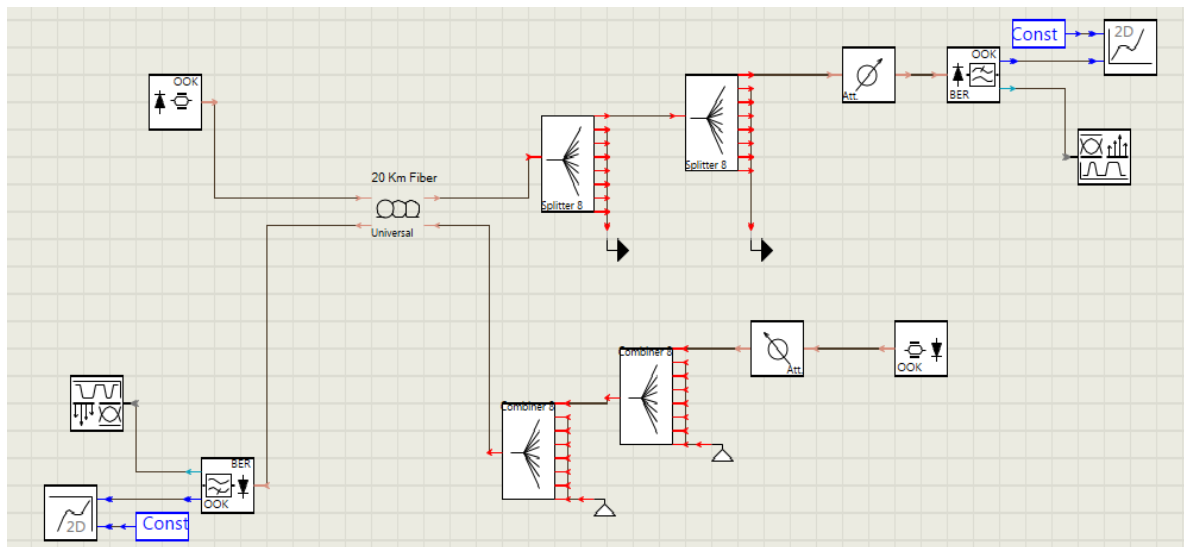 Const
2D
OOK
OOK
Att.
BER
Splitter 8
20 Km Fiber
Splitter 8
Universal
Combiner 8
Att.
OOK
Combiner 8
BER
OOK
2D
Const